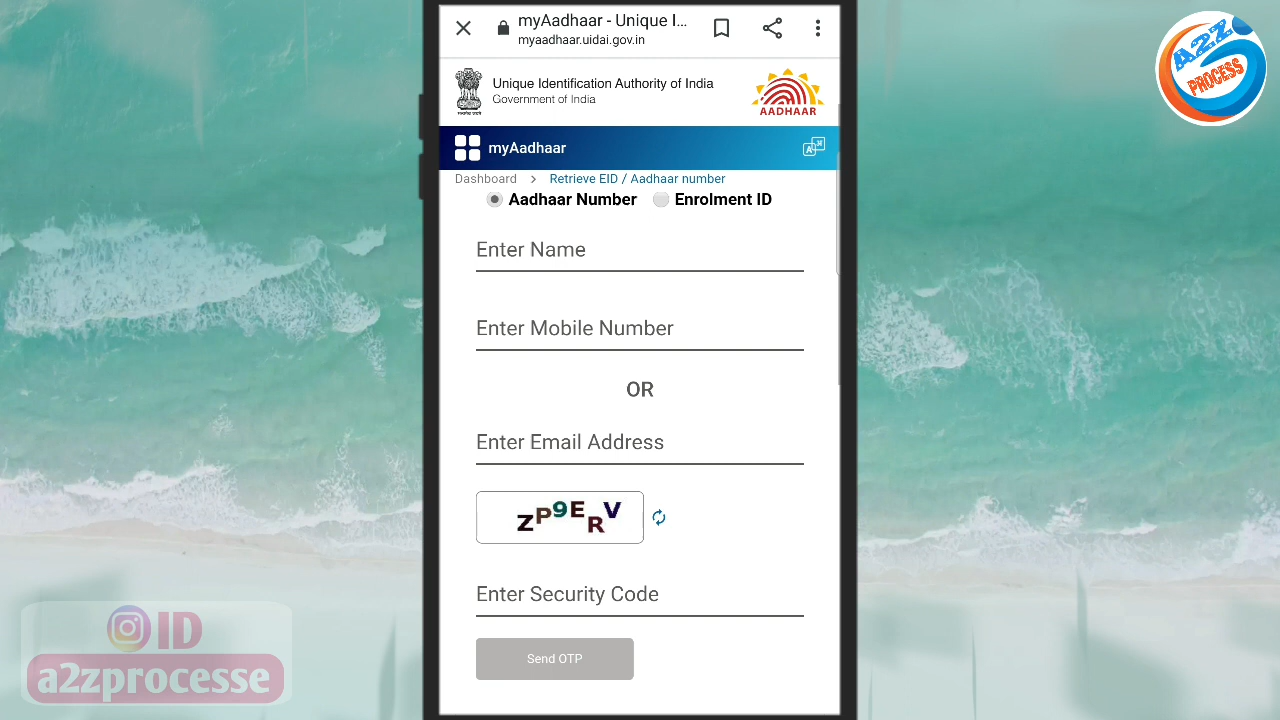 myAadhaar - Unique I...
myaadhaar.uidai.gov.in
Unique Identification Authority of India
Government of India
AADHAAR
myAadhaar
Dashboard > Retrieve EID / Aadhaar number
Aadhaar Number Enrolment ID
Enter Name
Enter Mobile Number
OR
Enter Email Address
ZP9ERV
Enter Security Code
Send OTP
A2Z
PROCESS
ID
a2zprocesse